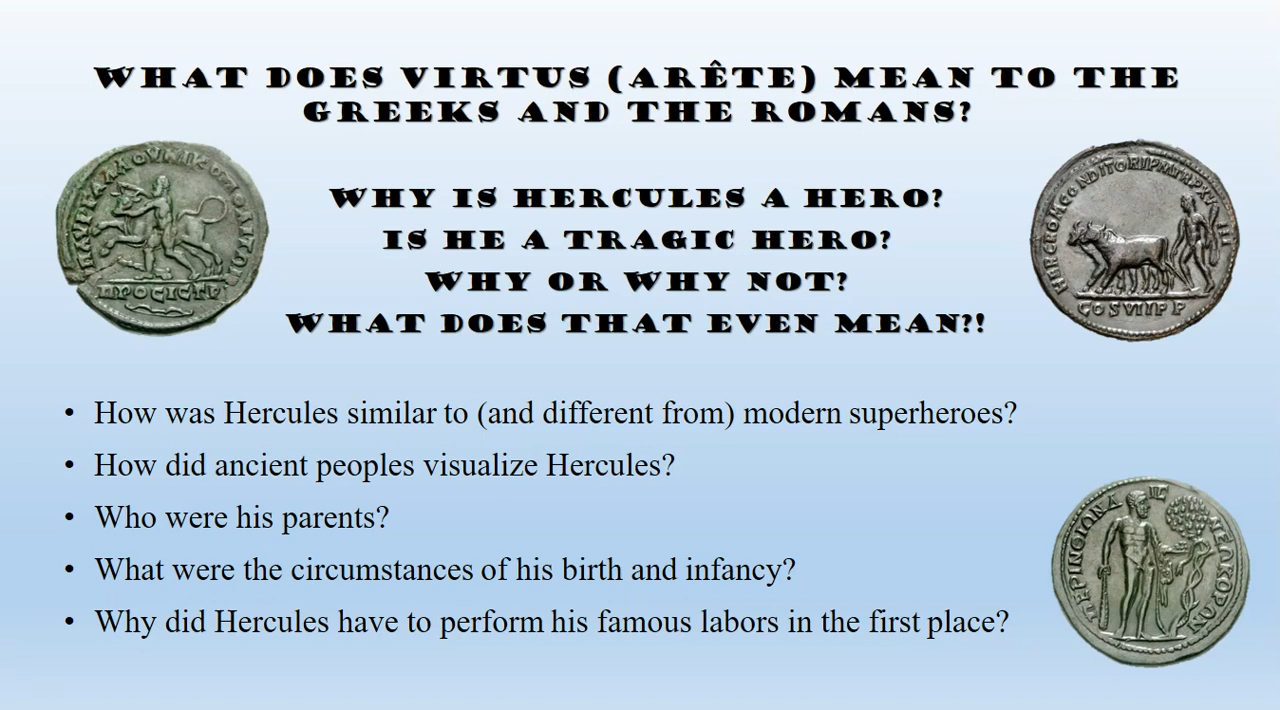 WHAT DOES VIRTUS (ARÊTE) MEAN TO THE
GREEKS AND THE ROMANS?
WHY IS HERCULES A HERO?
IS HE A TRAGIC HERO?
WHY OR WHY NOT?
WHAT DOES THAT EVEN MEAN?!
• How was Hercules similar to (and different from) modern superheroes?
• How did ancient peoples visualize Hercules?
• Who were his parents?
• What were the circumstances of his birth and infancy?
• Why did Hercules have to perform his famous labors in the first place?
ΠΡΟCΙCΤΡ
COSVIIPP
ΝΕΩΚΟΡΩΝ